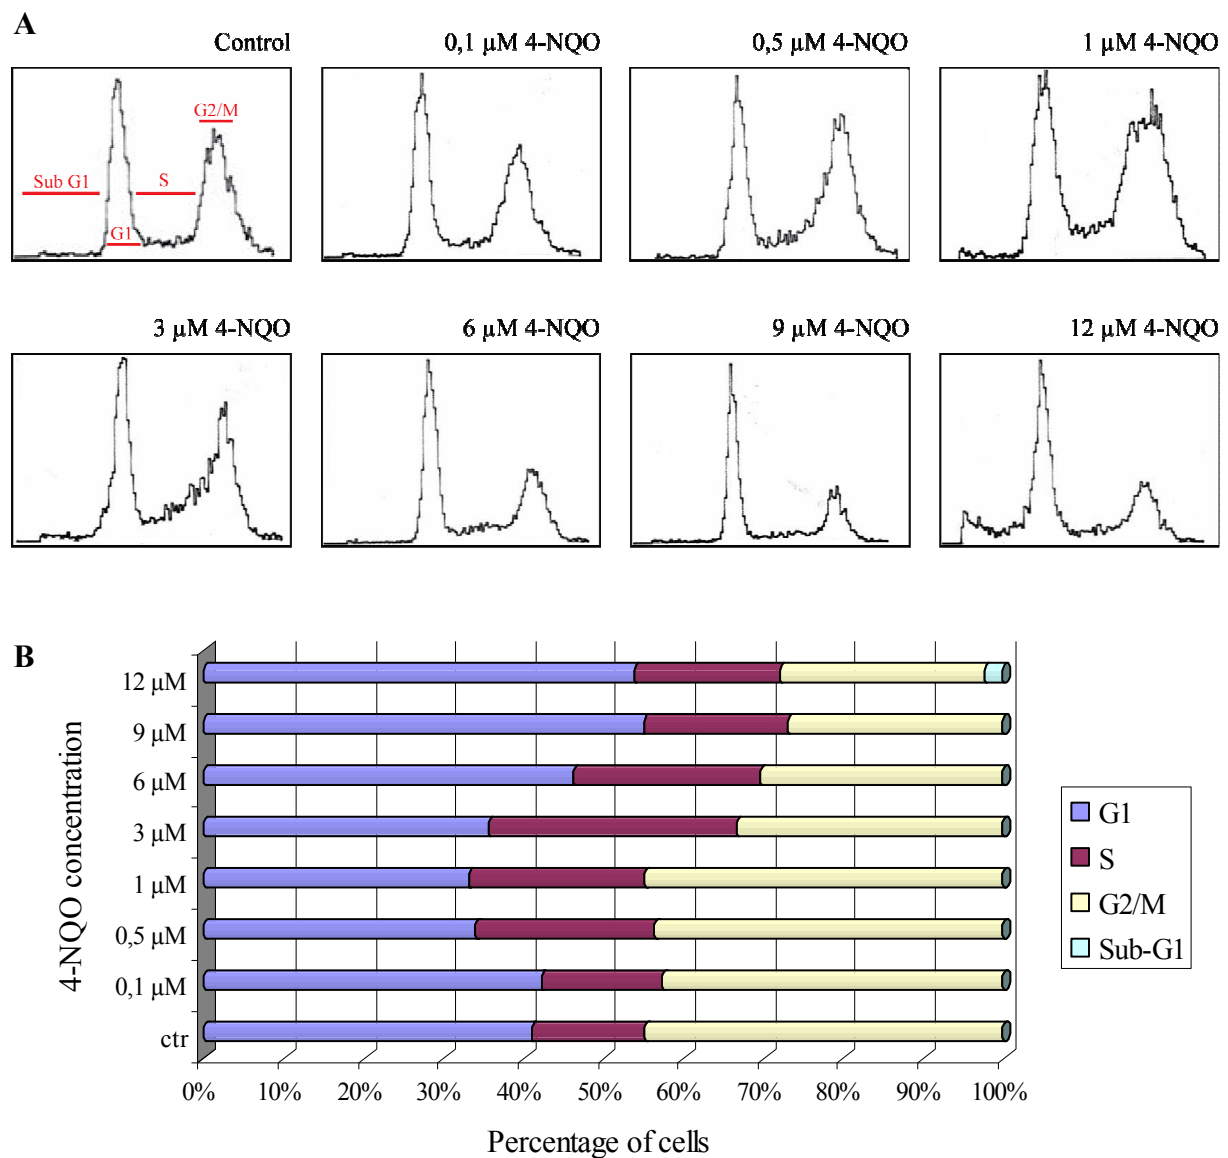 A
Control
0,1 µM 4-NQO
0,5 µM 4-NQO
1 µM 4-NQO
G2/M
Sub G1
S
G1
3 µM 4-NQO
6 µM 4-NQO
9 µM 4-NQO
12 µM 4-NQO
B
4-NQO concentration
12 µM
9 µM
6 µM
3 µM
1 µM
0,5 µM
0,1 µM
ctr
0% 10% 20% 30% 40% 50% 60% 70% 80% 90% 100%
Percentage of cells
G1
S
G2/M
Sub-G1